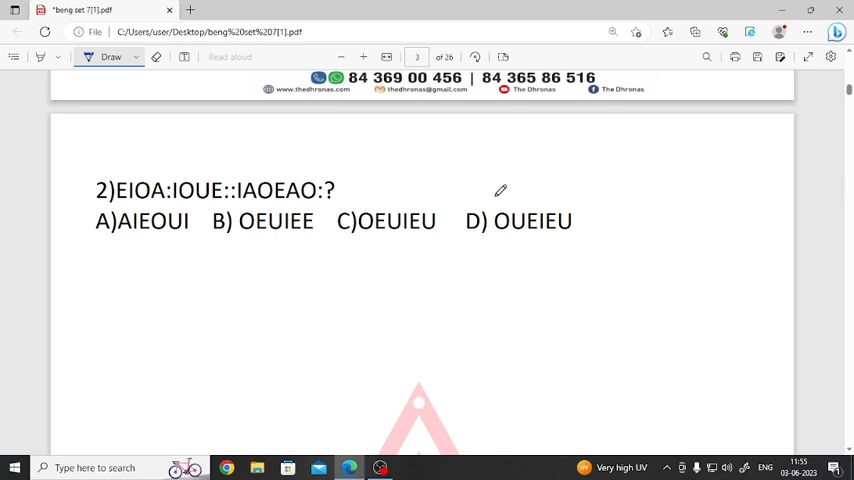 *beng set 7[1].pdf
File
C:/Users/user/Desktop/beng%20set%207[1].pdf
Draw
Read aloud
3
of 26
84 369 00 456 | 84 365 86 516
www.thedhronas.com thedhronas@gmail.com The Dhronas The Dhronas
2)EIOA:IOUE::IAOEAO:?
A)AIEOUI B) OEUIEE C)OEUIEU D) OUEIEU
Type here to search
UV
Very high UV
ENG
11:55
03-06-2023